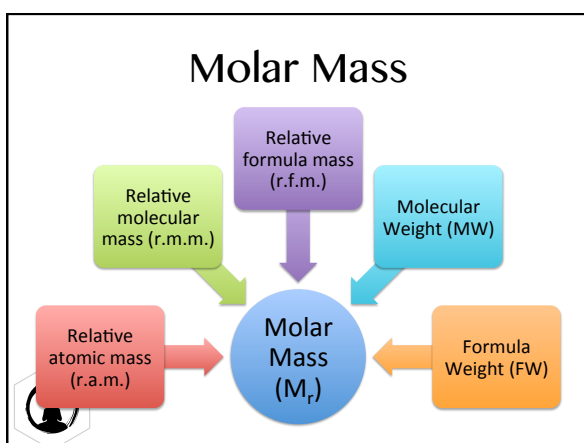 Molar Mass
Relative
formula mass
(r.f.m.)
Relative
molecular
mass (r.m.m.)
Molecular
Weight (MW)
Relative
atomic mass
(r.a.m.)
Molar
Mass
(Mᵣ)
Formula
Weight (FW)